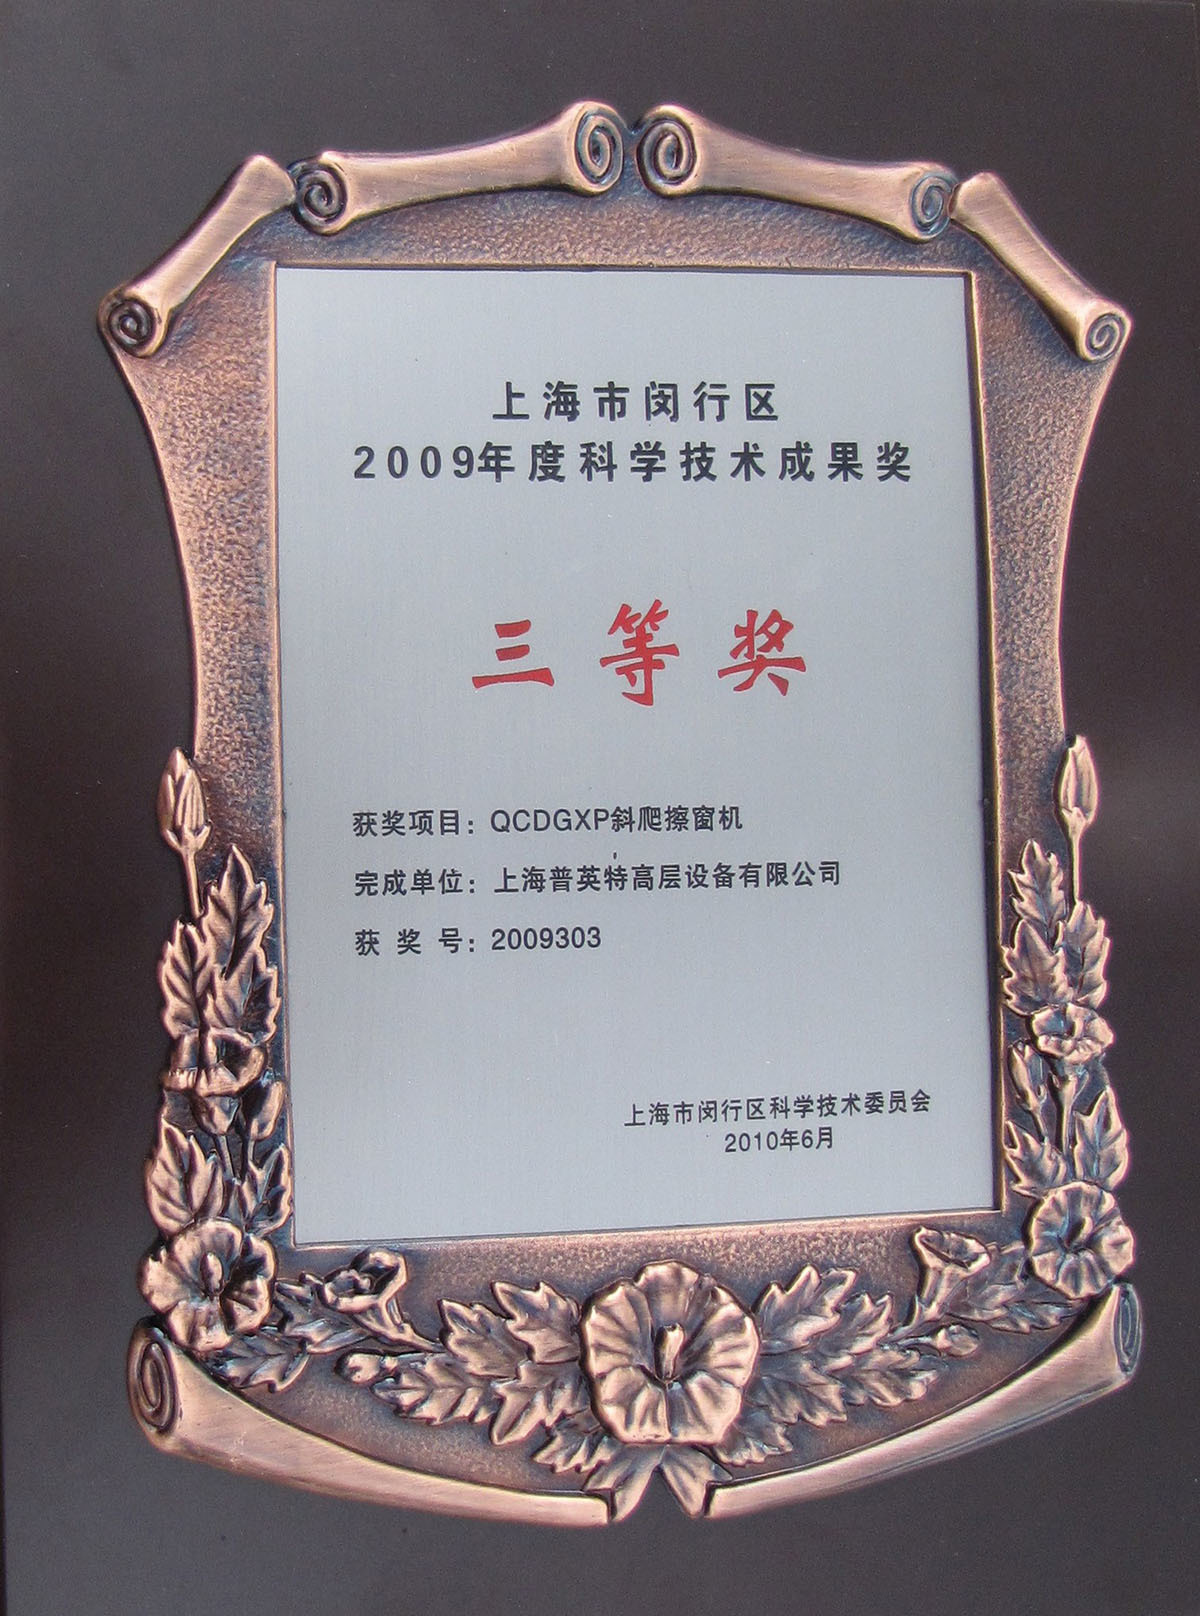 上海市闵行区
2009年度科学技术成果奖
三等奖
获奖项目：QCDGXP斜爬擦窗机
完成单位：上海普英特高层设备有限公司
获奖号：2009303
上海市闵行区科学技术委员会
2010年6月